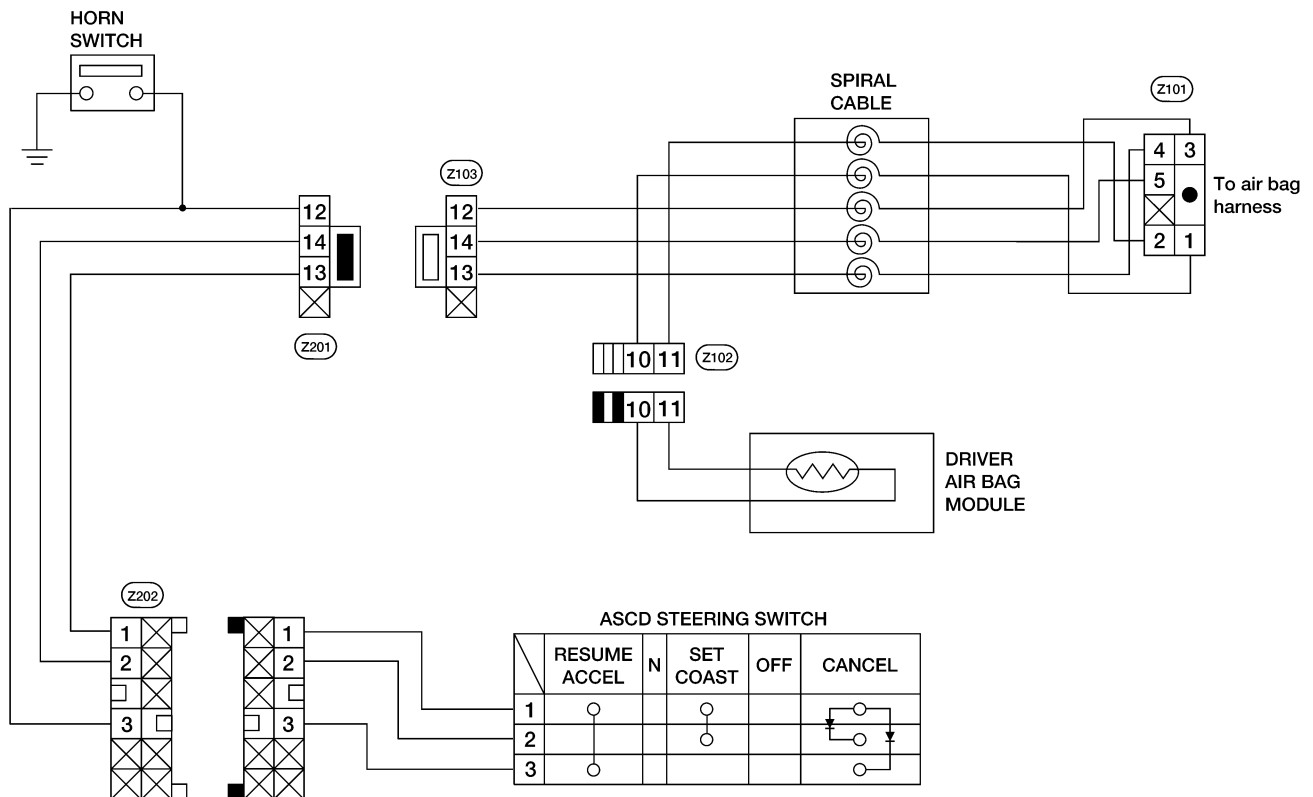 HORN
SWITCH
SPIRAL
CABLE
Z101
4 3
5
2 1
To air bag
harness
Z103
12
14
13
12
14
13
Z201
10 11
Z102
10 11
DRIVER
AIR BAG
MODULE
Z202
1
2
3
1
2
3
ASCD STEERING SWITCH
RESUME
ACCEL
N
SET
COAST
OFF
CANCEL
1
2
3